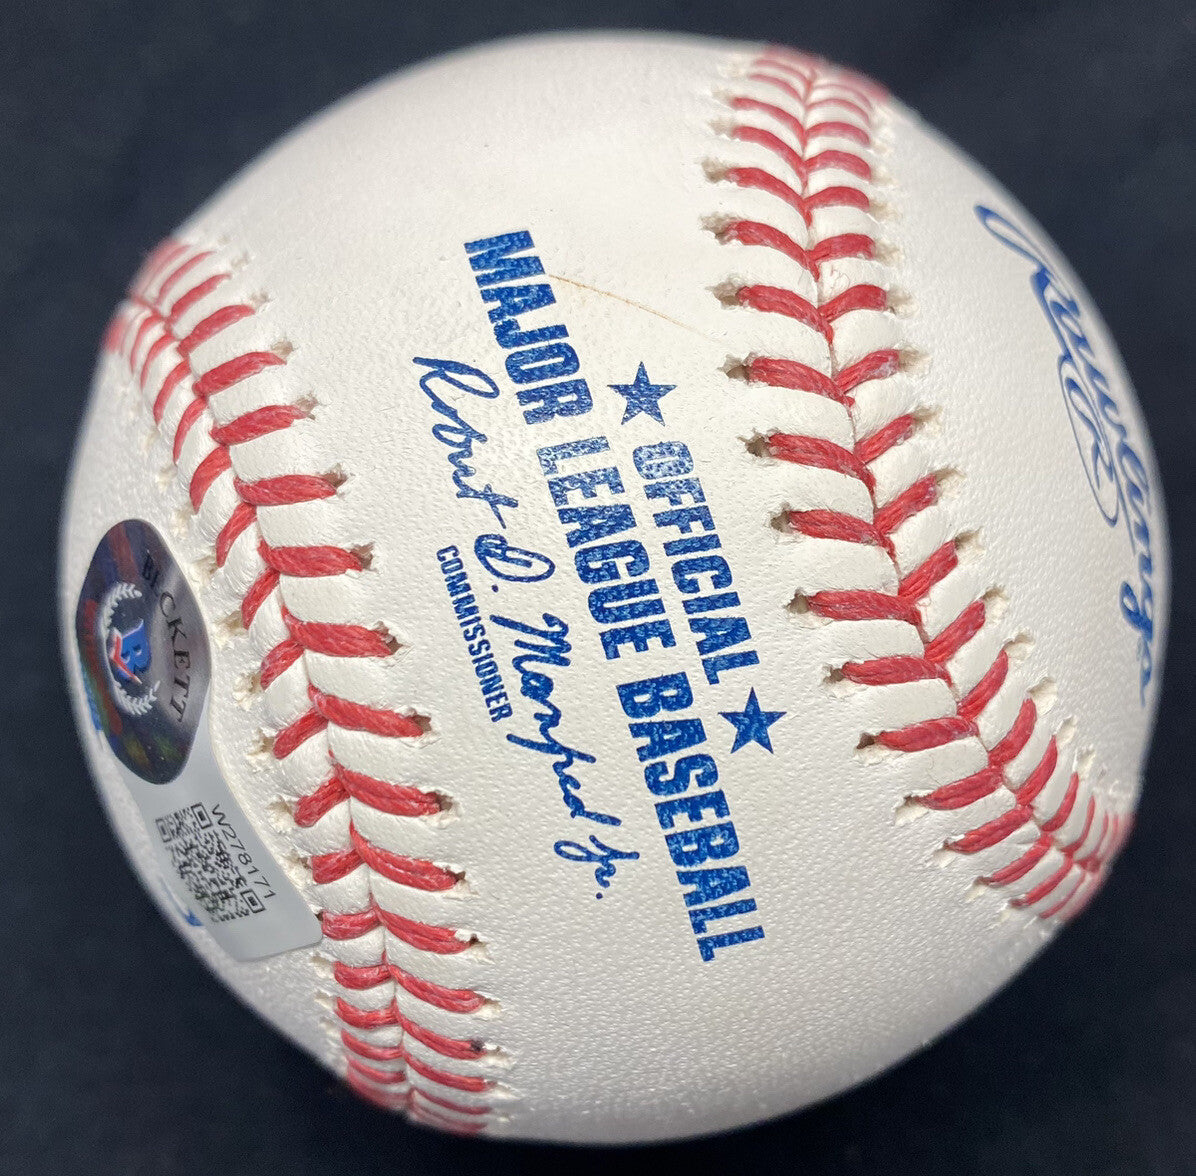 ★ OFFICIAL ★
MAJOR LEAGUE BASEBALL
Robert D. Manfred Jr.
COMMISSIONER
Rawlings
BECKETT
B
W278171